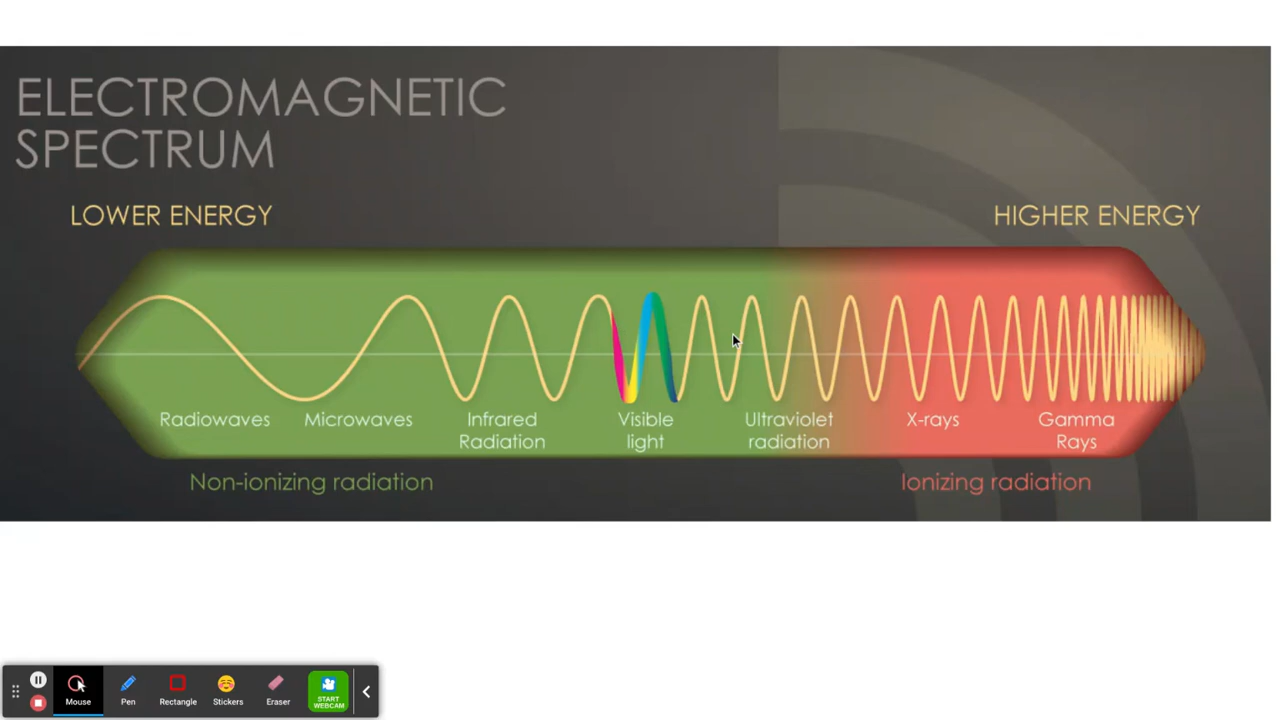 ELECTROMAGNETIC
SPECTRUM
LOWER ENERGY
HIGHER ENERGY
Radiowaves
Microwaves
Infrared
Radiation
Visible
light
Ultraviolet
radiation
X-rays
Gamma
Rays
Non-ionizing radiation
Ionizing radiation
Mouse
Pen
Rectangle
Stickers
Eraser
START
WEBCAM